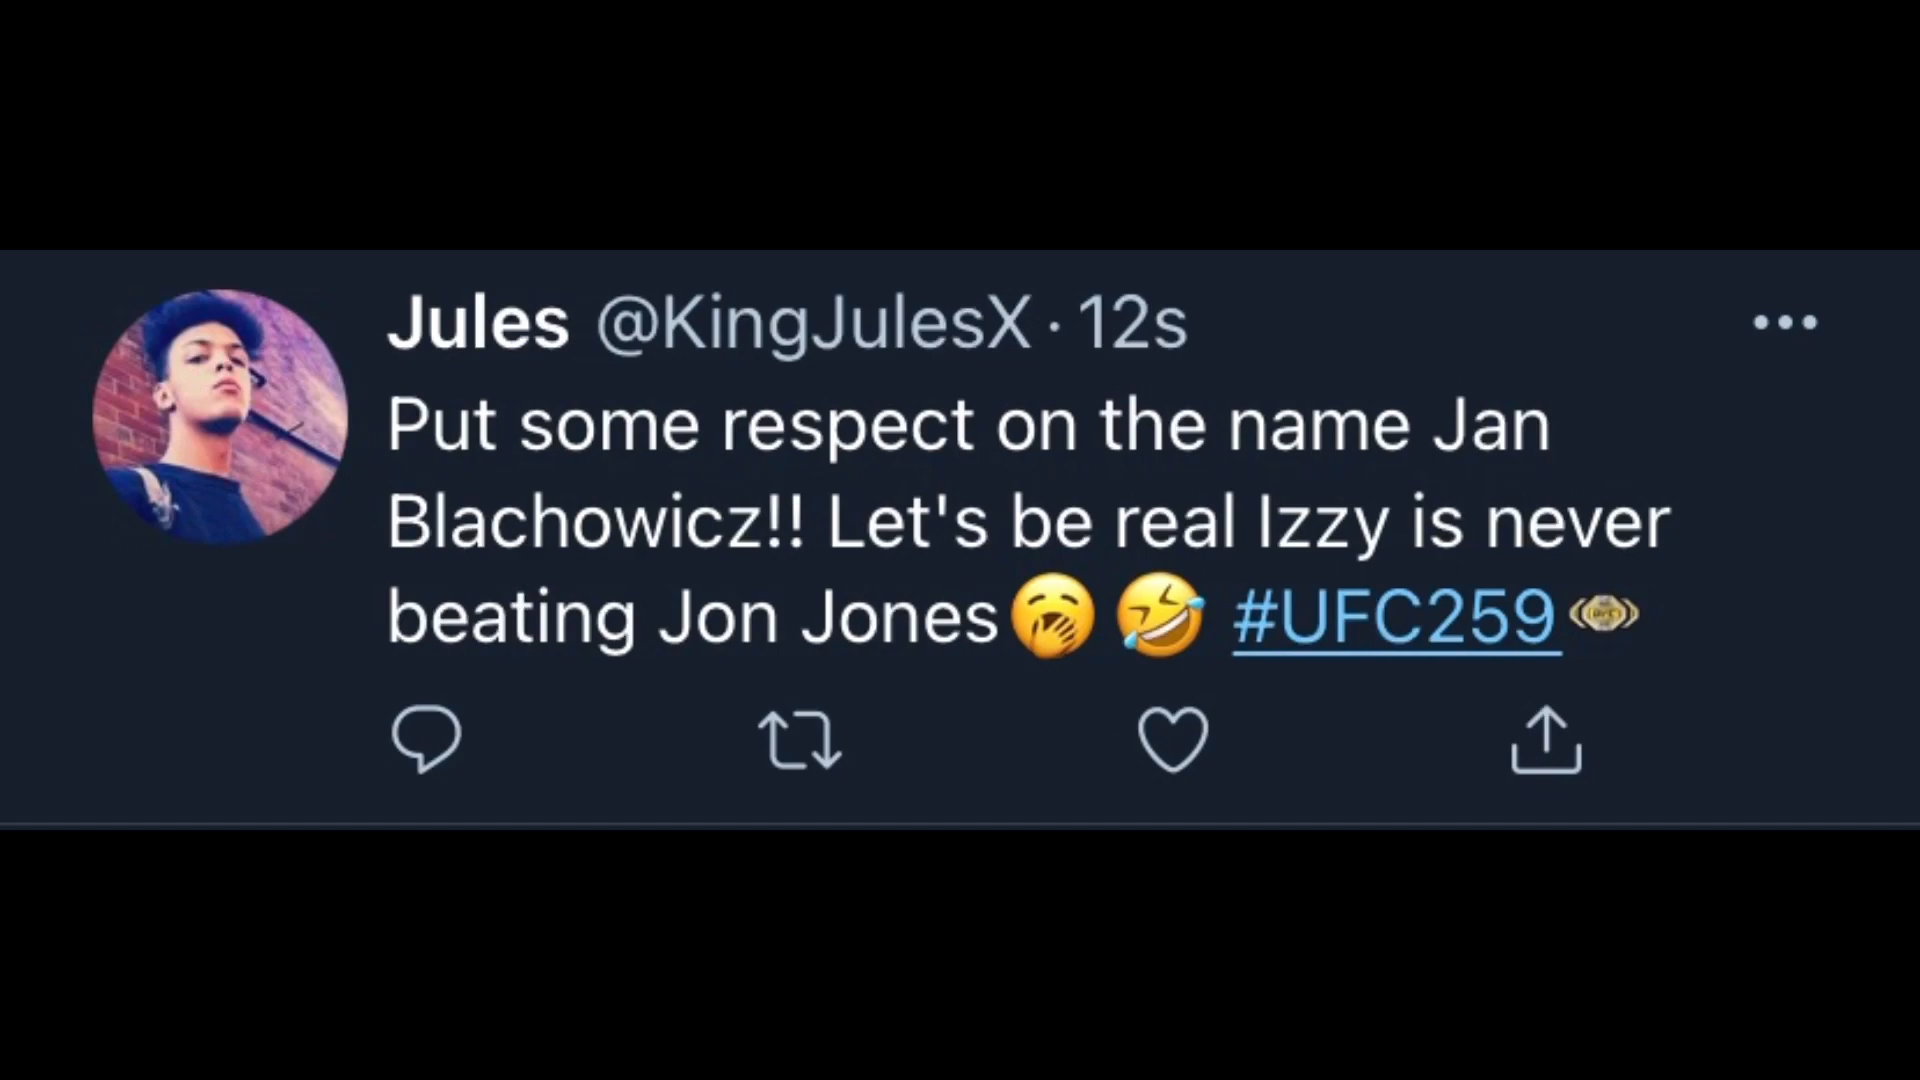 Jules @KingJulesX · 12s
Put some respect on the name Jan
Blachowicz!! Let's be real Izzy is never
beating Jon Jones🥱 🤣 #UFC259